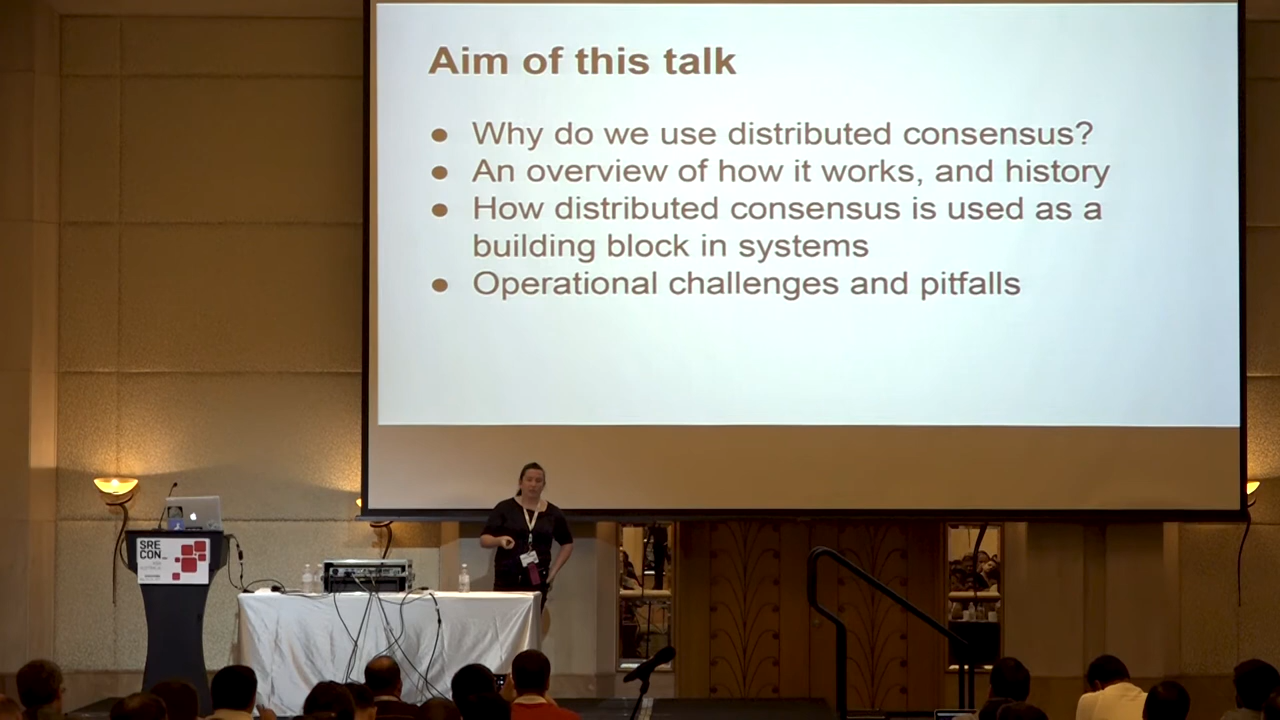 Aim of this talk
● Why do we use distributed consensus?
● An overview of how it works, and history
● How distributed consensus is used as a
building block in systems
● Operational challenges and pitfalls
SRE
CON